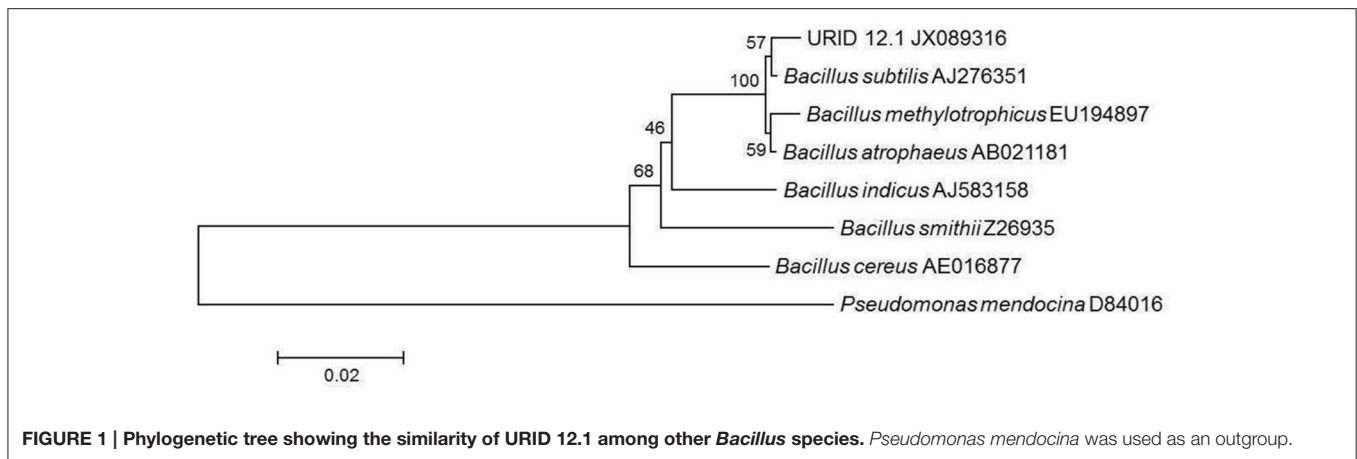 57
URID 12.1 JX089316
Bacillus subtilis AJ276351
100
Bacillus methylotrophicus EU194897
46
59
Bacillus atrophaeus AB021181
68
Bacillus indicus AJ583158
Bacillus smithii Z26935
Bacillus cereus AE016877
Pseudomonas mendocina D84016
0.02
FIGURE 1 | Phylogenetic tree showing the similarity of URID 12.1 among other Bacillus species. Pseudomonas mendocina was used as an outgroup.